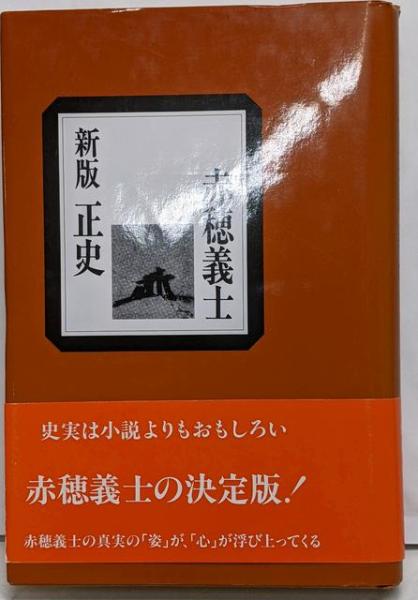 新版 正史
赤穂義士
史実は小説よりもおもしろい
赤穂義士の決定版!
赤穂義士の真実の「姿」が、「心」が浮び上ってくる